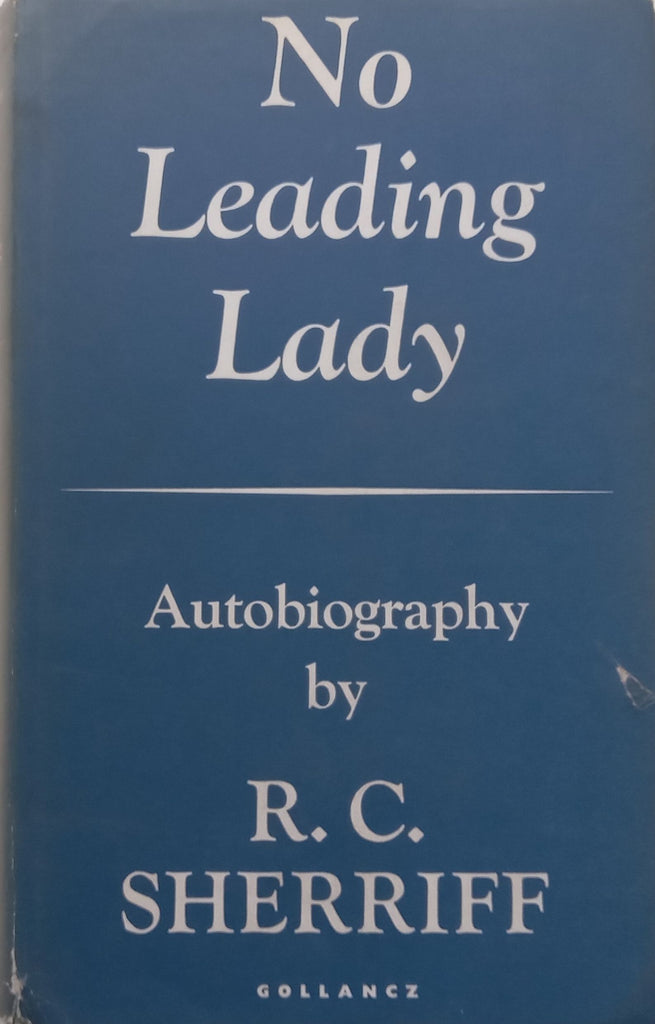 No
Leading
Lady
Autobiography
by
R. C.
SHERRIFF
GOLLANCZ